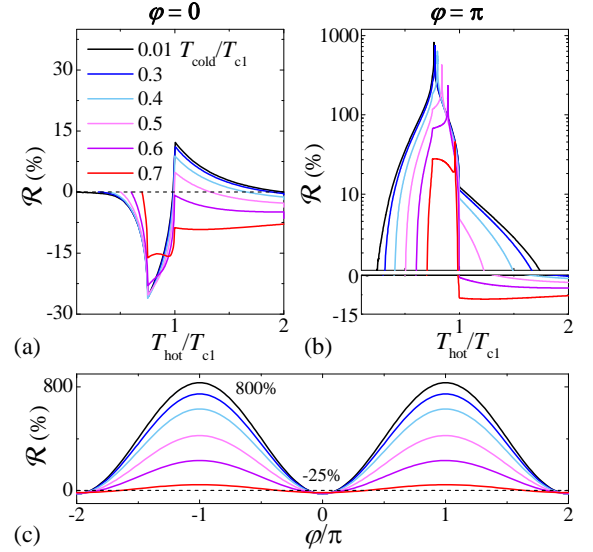 φ = 0
φ = π
30
15
0
-15
-30
R (%)
0.01 T_cold/T_c1
0.3
0.4
0.5
0.6
0.7
1
2
(a)
T_hot/T_c1
1000
100
10
0
-15
R (%)
1
2
(b)
T_hot/T_c1
800
0
R (%)
800%
-25%
-2
-1
0
1
2
(c)
φ/π